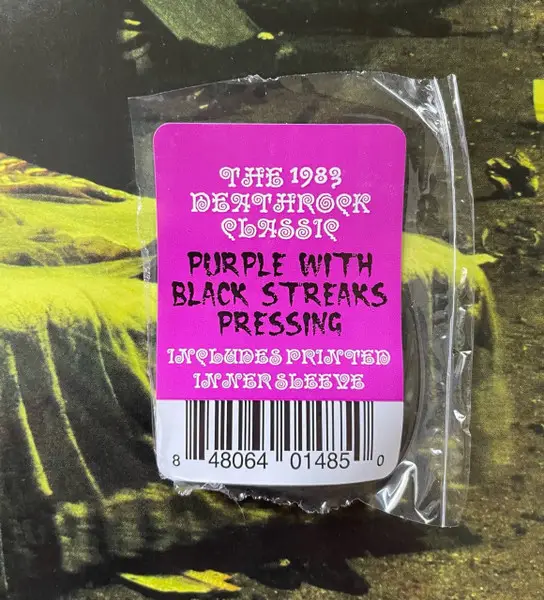 THE 1983
DEATHROCK
CLASSIC
PURPLE WITH
BLACK STREAKS
PRESSING
INCLUDES PRINTED
INNER SLEEVE
8 48064 01485 0